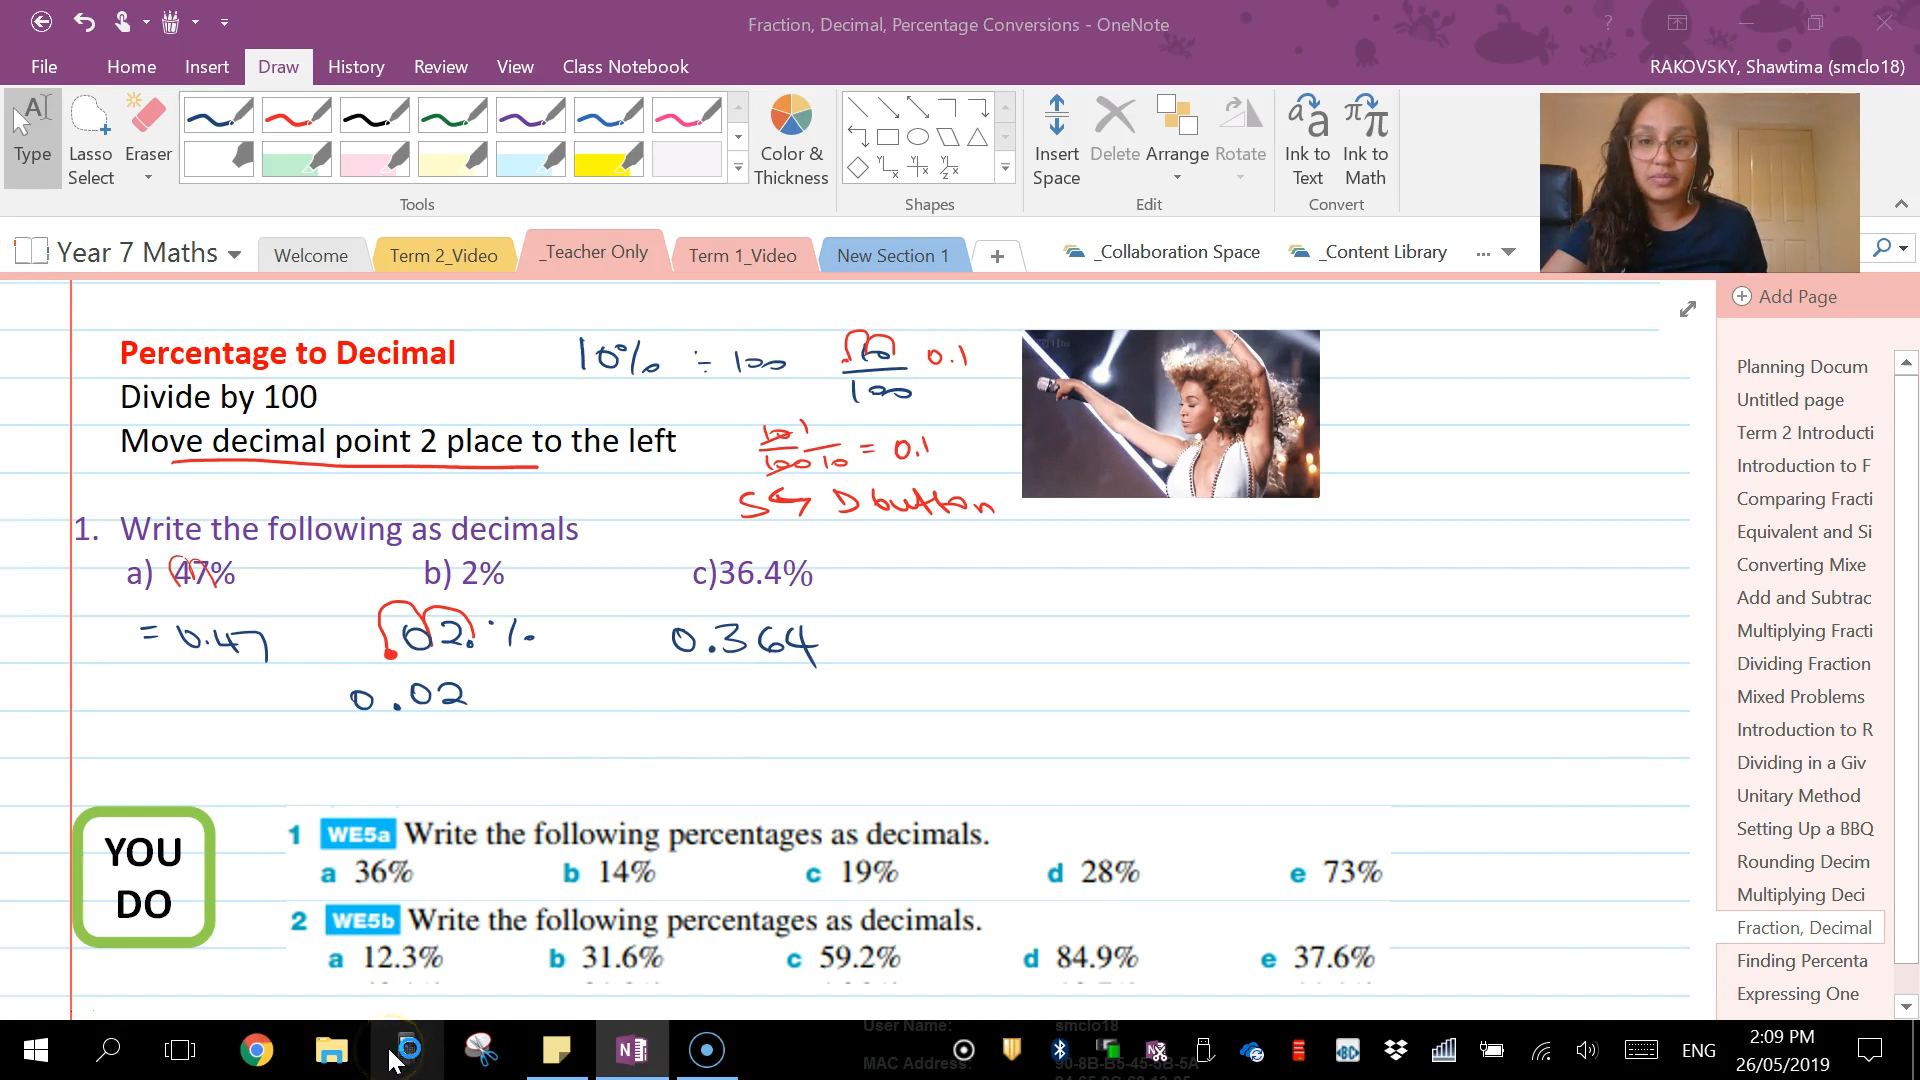 Fraction, Decimal, Percentage Conversions - OneNote
File Home Insert Draw History Review View Class Notebook
RAKOVSKY, Shawtima (smclo18)
Type Lasso Select Eraser Color & Thickness Insert Space Delete Arrange Rotate Ink to Text Ink to Math
Tools Shapes Edit Convert
Year 7 Maths Welcome Term 2_Video _Teacher Only Term 1_Video New Section 1 _Collaboration Space _Content Library ...
Add Page
Planning Docum
Untitled page
Term 2 Introducti
Introduction to F
Comparing Fracti
Equivalent and Si
Converting Mixe
Add and Subtrac
Multiplying Fracti
Dividing Fraction
Mixed Problems
Introduction to R
Dividing in a Giv
Unitary Method
Setting Up a BBQ
Rounding Decim
Multiplying Deci
Fraction, Decimal
Finding Percenta
Expressing One
Percentage to Decimal 10% ÷ 100 10/100 0.1
Divide by 100
Move decimal point 2 place to the left 10/100 1/10 = 0.1
S ↔ D button
1. Write the following as decimals
a) 47% b) 2% c)36.4%
= 0.47 02.% 0.364
0.02
YOU DO
1 WE5a Write the following percentages as decimals.
a 36% b 14% c 19% d 28% e 73%
2 WE5b Write the following percentages as decimals.
a 12.3% b 31.6% c 59.2% d 84.9% e 37.6%
User Name: smclo18
MAC Address:
ENG 2:09 PM
26/05/2019